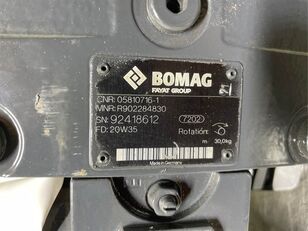 BOMAG
FAYAT GROUP
CNR: 05810716-1
MNR: R902284830
SN: 92418612
7202
FD: 20W35
Rotation:
m 30,0kg
Made in Germany